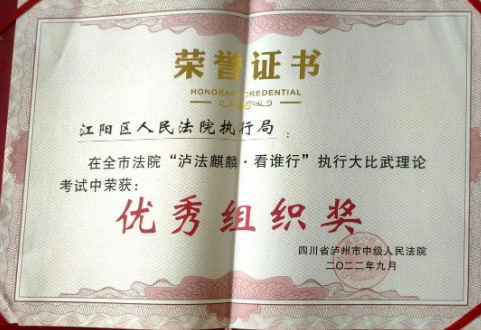 荣誉证书
HONORARY CREDENTIAL
江阳区人民法院执行局：
在全市法院“泸法麒麟·看谁行”执行大比武理论
考试中荣获：
优秀组织奖
四川省泸州市中级人民法院
二〇二二年九月